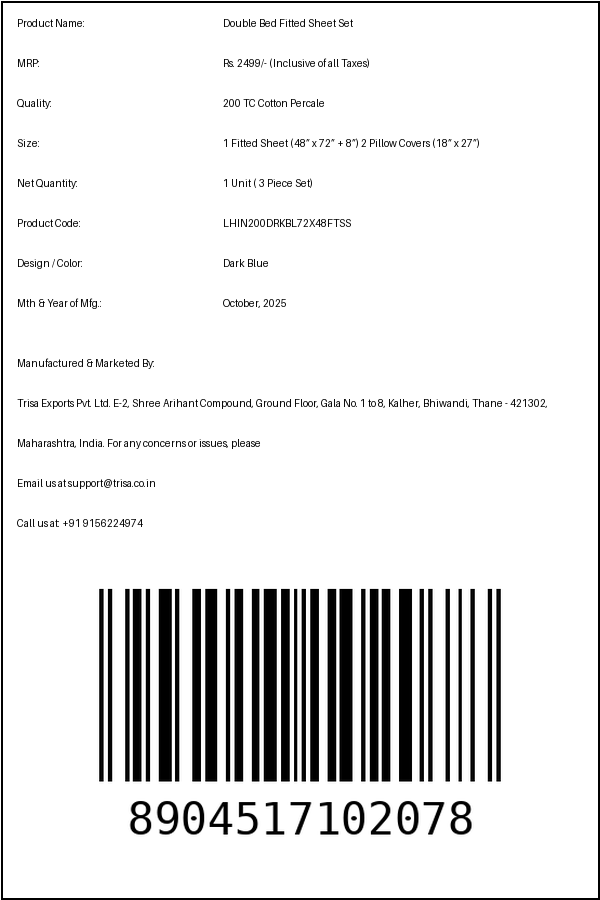 Product Name: Double Bed Fitted Sheet Set
MRP: Rs. 2499/- (Inclusive of all Taxes)
Quality: 200 TC Cotton Percale
Size: 1 Fitted Sheet (48” x 72” + 8”) 2 Pillow Covers (18” x 27”)
Net Quantity: 1 Unit ( 3 Piece Set)
Product Code: LHIN200DRKBL72X48FTSS
Design / Color: Dark Blue
Mth & Year of Mfg.: October, 2025
Manufactured & Marketed By:
Trisa Exports Pvt. Ltd. E-2, Shree Arihant Compound, Ground Floor, Gala No. 1 to 8, Kalher, Bhiwandi, Thane - 421302,
Maharashtra, India. For any concerns or issues, please
Email us at support@trisa.co.in
Call us at: +91 9156224974
8904517102078